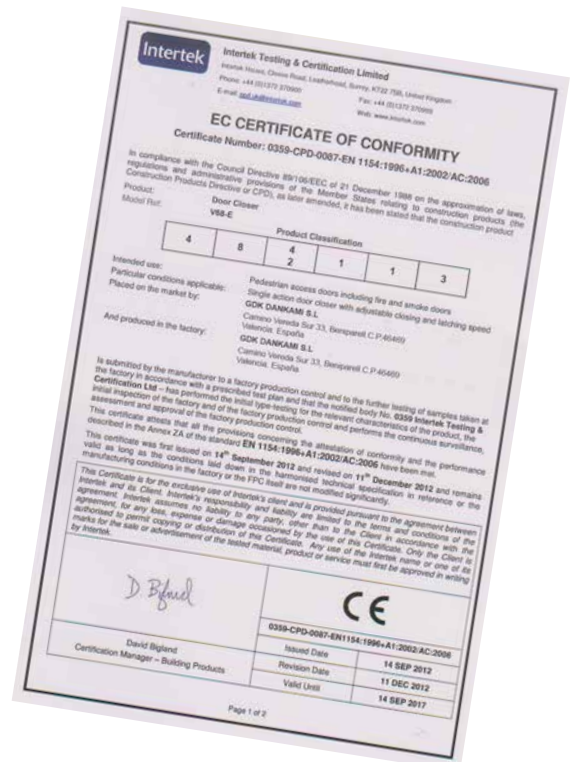 Intertek
Intertek Testing & Certification Limited
Intertek House, Cleeve Road, Leatherhead, Surrey, KT22 7SB, United Kingdom
Phone: +44 (0)1372 370900 Fax: +44 (0)1372 370999
E-mail: Web: www.intertek.com
EC CERTIFICATE OF CONFORMITY
Certificate Number: 0359-CPD-0087-EN 1154:1996+A1:2002/AC:2006
In compliance with the Council Directive 89/106/EEC of 21 December 1988 on the approximation of laws,
regulations and administrative provisions of the Member States relating to construction products (the
Construction Products Directive or CPD), as later amended, it has been stated that the construction product
Product: Door Closer
Model Ref: V68-E
Product Classification
4 8 4 1 1 3
2
Intended use: Pedestrian access doors including fire and smoke doors
Particular conditions applicable: Single action door closer with adjustable closing and latching speed
Placed on the market by: GDK DANKAMI S.L
Camino Vereda Sur 33, Beniparell C.P.46469
Valencia, España
And produced in the factory: GDK DANKAMI S.L
Camino Vereda Sur 33, Beniparell C.P.46469
Valencia, España
Is submitted by the manufacturer to a factory production control and to the further testing of samples taken at
the factory in accordance with a prescribed test plan and that the notified body No. 0359 Intertek Testing &
Certification Ltd – has performed the initial type-testing for the relevant characteristics of the product, the
initial inspection of the factory and of the factory production control and performs the continuous surveillance,
assessment and approval of the factory production control.
This certificate attests that all the provisions concerning the attestation of conformity and the performance
described in the Annex ZA of the standard EN 1154:1996+A1:2002/AC:2006 have been met.
This certificate was first issued on 14th September 2012 and revised on 11th December 2012 and remains
valid as long as the conditions laid down in the harmonised technical specification in reference or the
manufacturing conditions in the factory or the FPC itself are not modified significantly.
This Certificate is for the exclusive use of Intertek's client and is provided pursuant to the agreement between
Intertek and its Client. Intertek's responsibility and liability are limited to the terms and conditions of the
agreement. Intertek assumes no liability to any party, other than to the Client in accordance with the
agreement, for any loss, expense or damage occasioned by the use of this Certificate. Only the Client is
authorised to permit copying or distribution of this Certificate. Any use of the Intertek name or one of its
marks for the sale or advertisement of the tested material, product or service must first be approved in writing
by Intertek.
CE
0359-CPD-0087-EN1154:1996+A1:2002/AC:2006
Issued Date 14 SEP 2012
Revision Date 11 DEC 2012
Valid Until 14 SEP 2017
David Bigland
Certification Manager – Building Products
Page 1 of 2